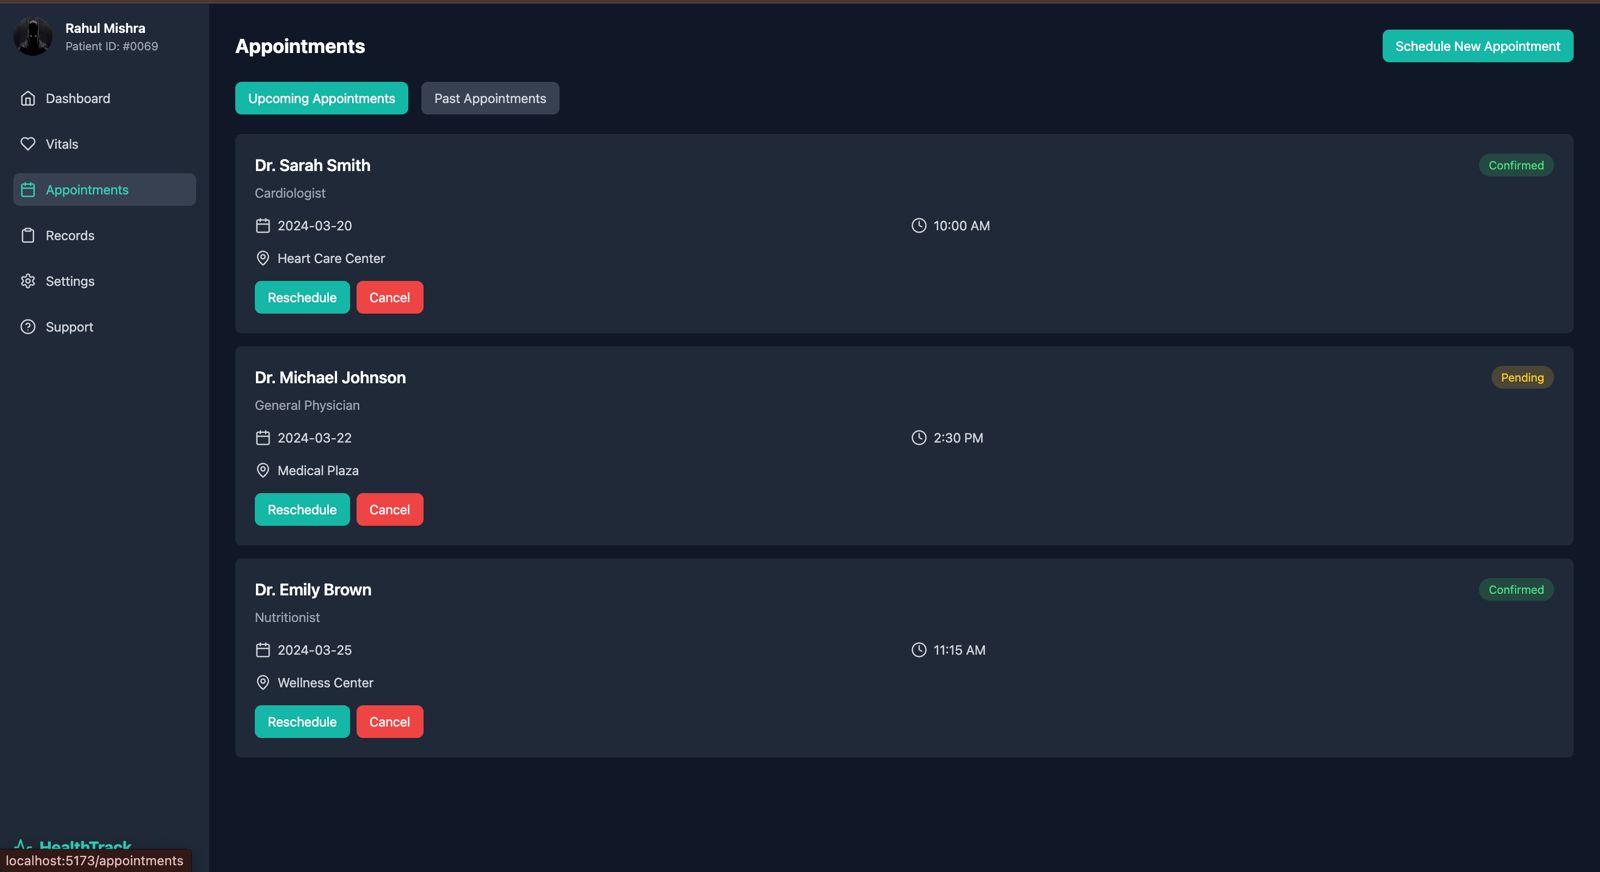 Rahul Mishra
Patient ID: #0069
Dashboard
Vitals
Appointments
Records
Settings
Support
HealthTrack
localhost:5173/appointments
Appointments
Schedule New Appointment
Upcoming Appointments
Past Appointments
Dr. Sarah Smith
Confirmed
Cardiologist
2024-03-20
10:00 AM
Heart Care Center
Reschedule
Cancel
Dr. Michael Johnson
Pending
General Physician
2024-03-22
2:30 PM
Medical Plaza
Reschedule
Cancel
Dr. Emily Brown
Confirmed
Nutritionist
2024-03-25
11:15 AM
Wellness Center
Reschedule
Cancel